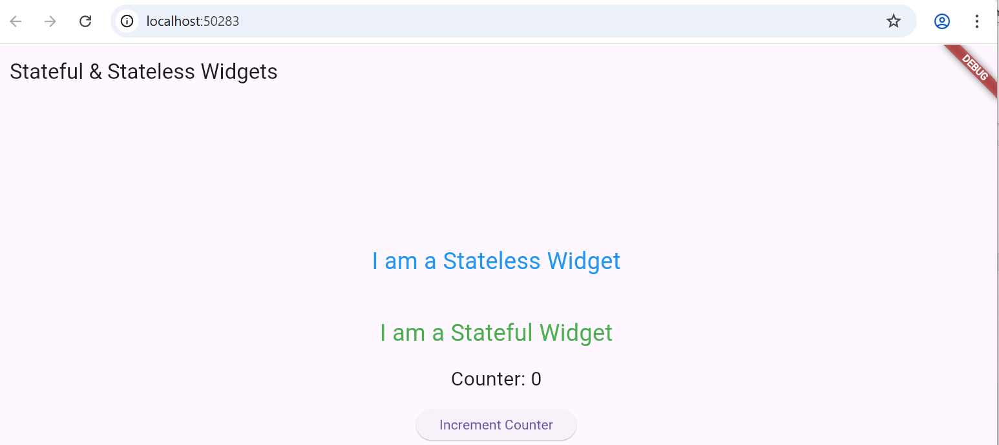 localhost:50283
DEBUG
Stateful & Stateless Widgets
I am a Stateless Widget
I am a Stateful Widget
Counter: 0
Increment Counter